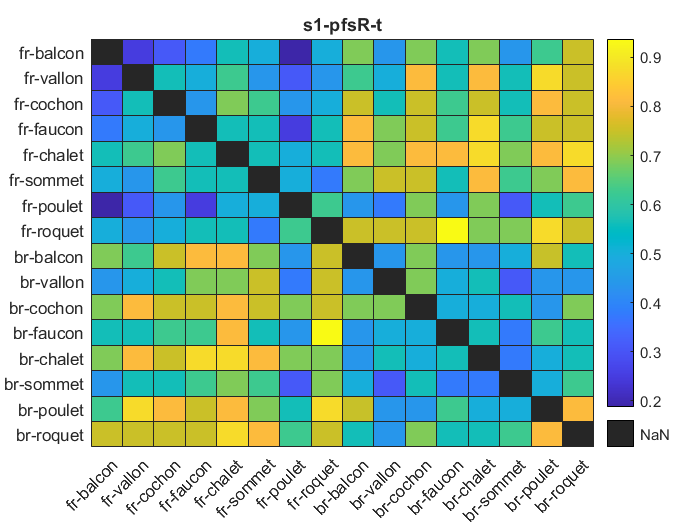 s1-pfsR-t
fr-balcon
fr-vallon
fr-cochon
fr-faucon
fr-chalet
fr-sommet
fr-poulet
fr-roquet
br-balcon
br-vallon
br-cochon
br-faucon
br-chalet
br-sommet
br-poulet
br-roquet
fr-balcon
fr-vallon
fr-cochon
fr-faucon
fr-chalet
fr-sommet
fr-poulet
fr-roquet
br-balcon
br-vallon
br-cochon
br-faucon
br-chalet
br-sommet
br-poulet
br-roquet
0.9
0.8
0.7
0.6
0.5
0.4
0.3
0.2
NaN